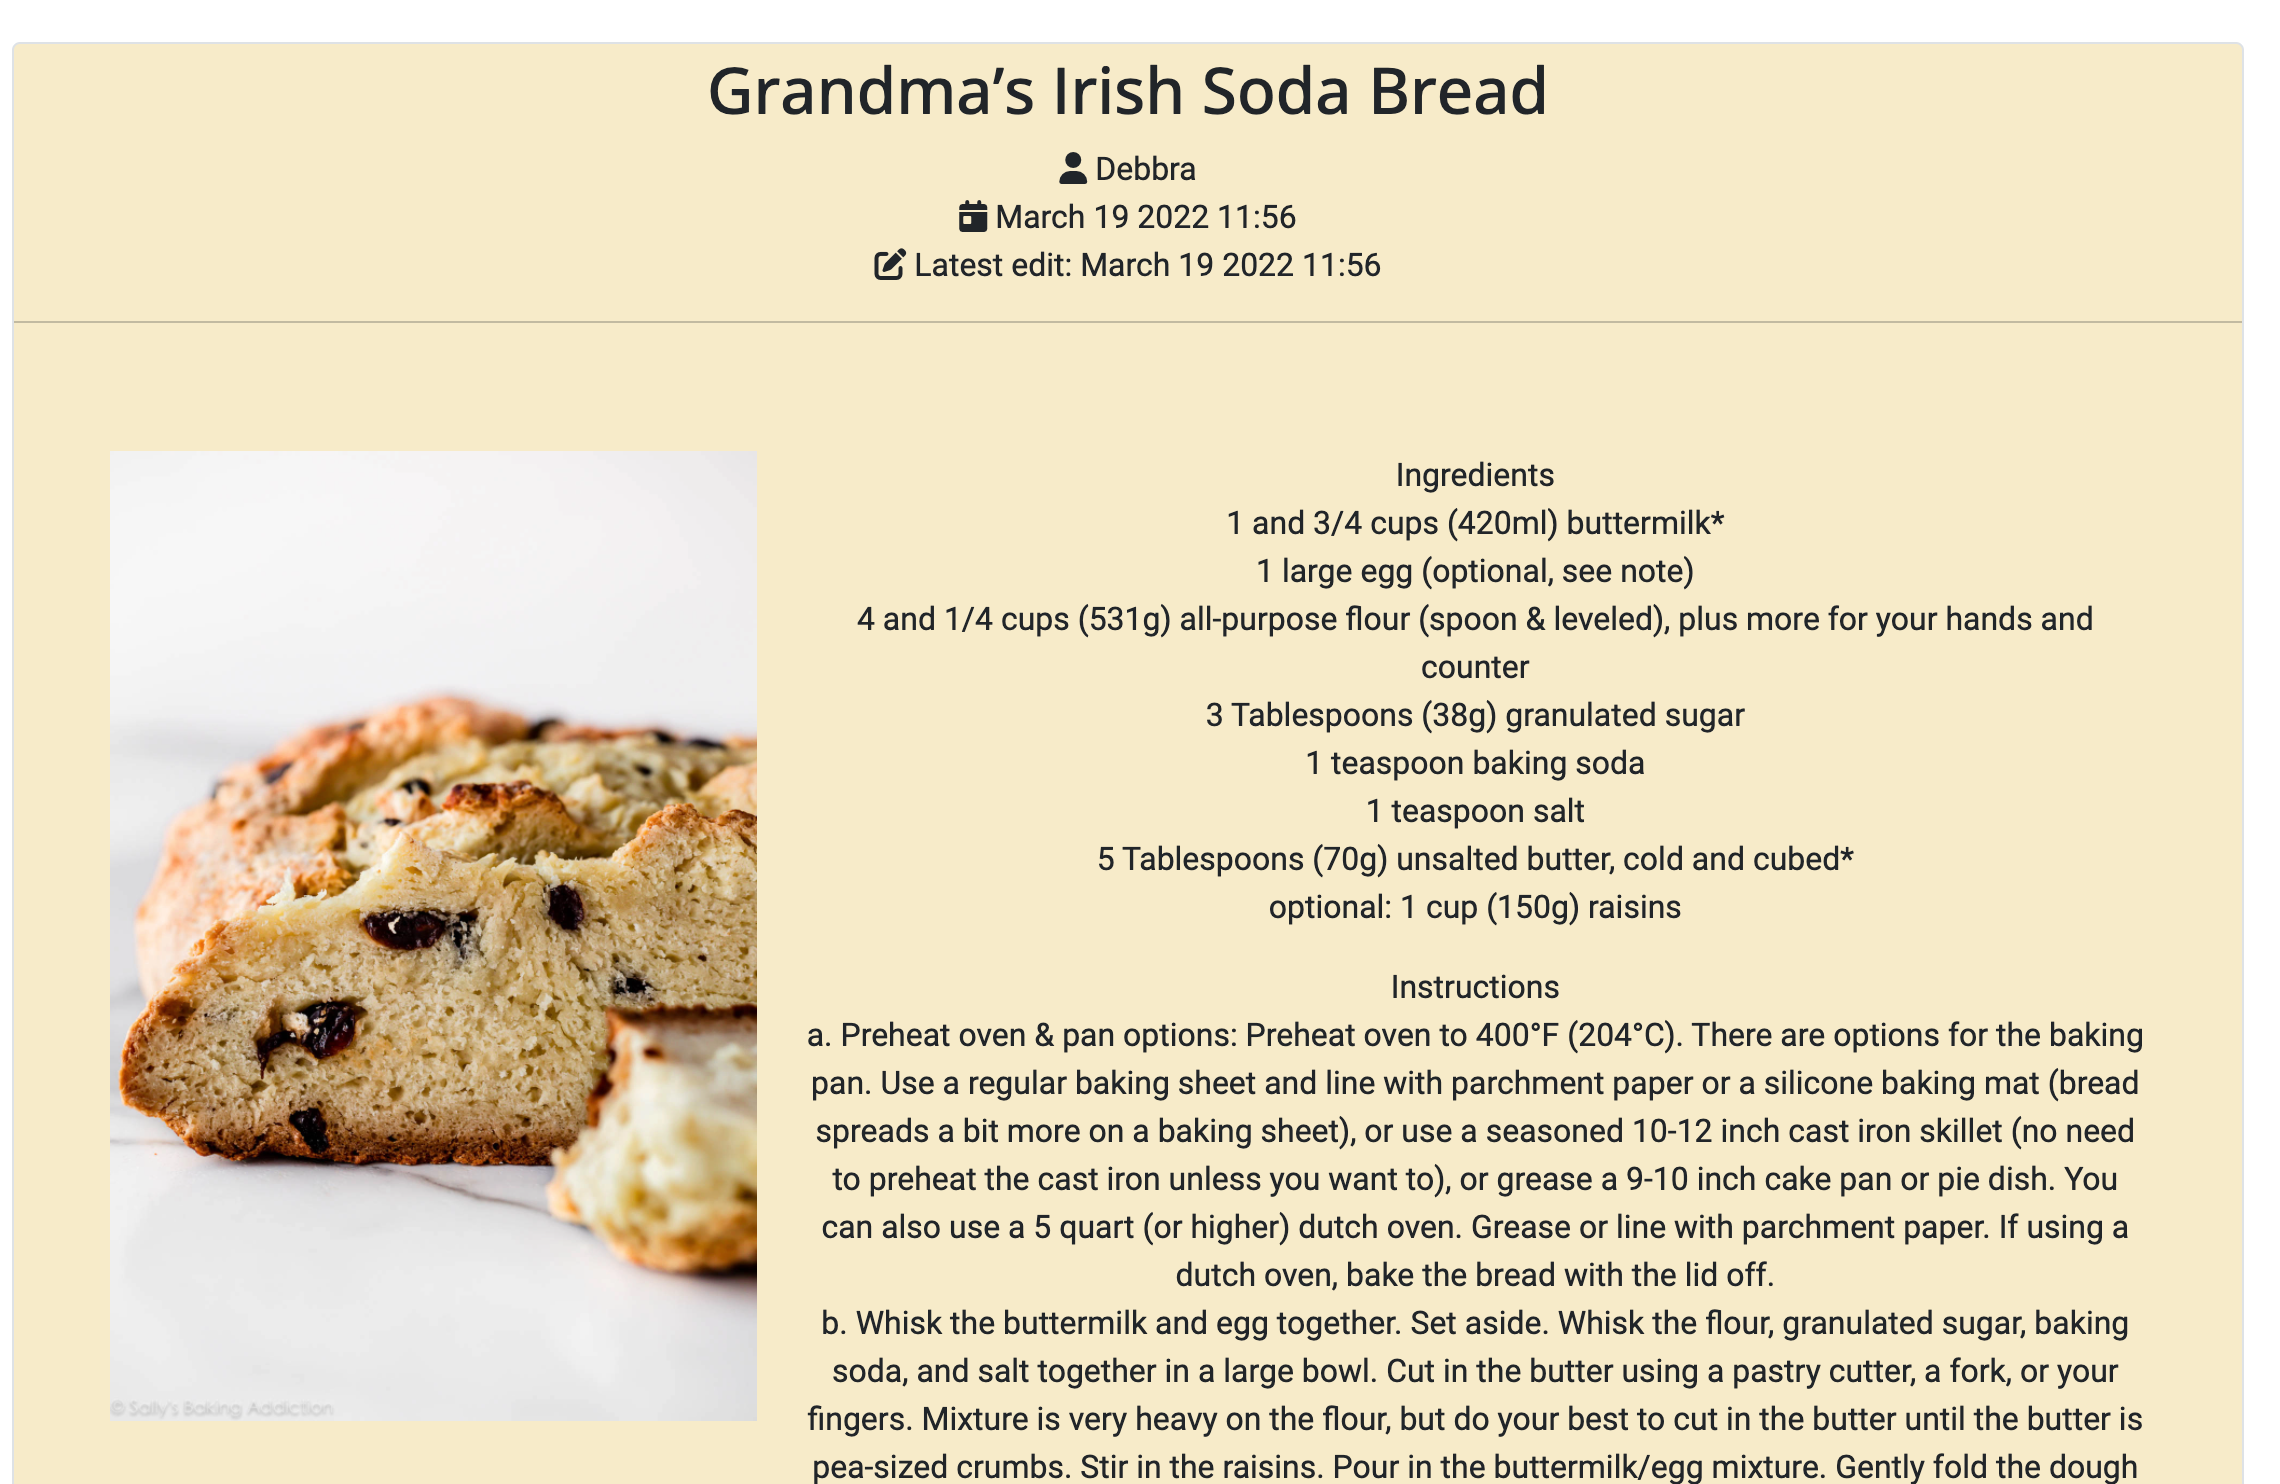 Grandma’s Irish Soda Bread
Debbra
March 19 2022 11:56
Latest edit: March 19 2022 11:56
Ingredients
1 and 3/4 cups (420ml) buttermilk*
1 large egg (optional, see note)
4 and 1/4 cups (531g) all-purpose flour (spoon & leveled), plus more for your hands and
counter
3 Tablespoons (38g) granulated sugar
1 teaspoon baking soda
1 teaspoon salt
5 Tablespoons (70g) unsalted butter, cold and cubed*
optional: 1 cup (150g) raisins
Instructions
a. Preheat oven & pan options: Preheat oven to 400°F (204°C). There are options for the baking
pan. Use a regular baking sheet and line with parchment paper or a silicone baking mat (bread
spreads a bit more on a baking sheet), or use a seasoned 10-12 inch cast iron skillet (no need
to preheat the cast iron unless you want to), or grease a 9-10 inch cake pan or pie dish. You
can also use a 5 quart (or higher) dutch oven. Grease or line with parchment paper. If using a
dutch oven, bake the bread with the lid off.
b. Whisk the buttermilk and egg together. Set aside. Whisk the flour, granulated sugar, baking
soda, and salt together in a large bowl. Cut in the butter using a pastry cutter, a fork, or your
fingers. Mixture is very heavy on the flour, but do your best to cut in the butter until the butter is
pea-sized crumbs. Stir in the raisins. Pour in the buttermilk/egg mixture. Gently fold the dough
© Sally's Baking Addiction